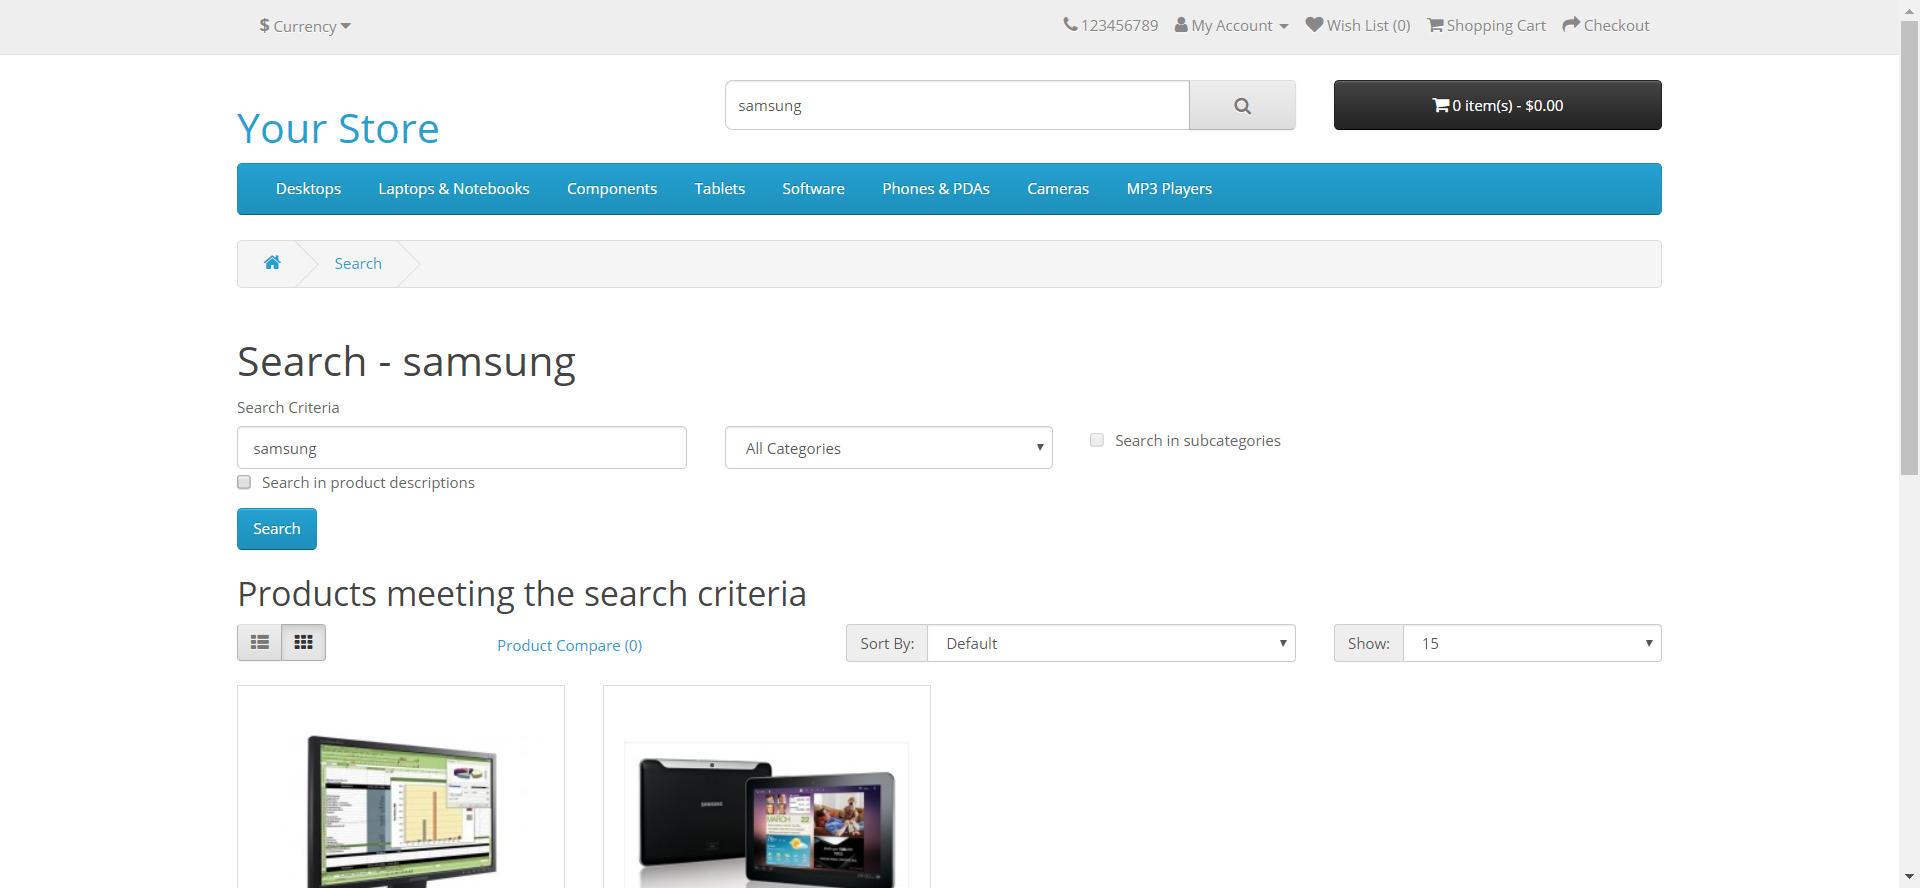 $ Currency
123456789 My Account Wish List (0) Shopping Cart Checkout
samsung
0 item(s) - $0.00
Your Store
Desktops Laptops & Notebooks Components Tablets Software Phones & PDAs Cameras MP3 Players
Search
Search - samsung
Search Criteria
samsung
All Categories
Search in subcategories
Search in product descriptions
Search
Products meeting the search criteria
Product Compare (0)
Sort By: Default
Show: 15
SAMSUNG
MARCH 22